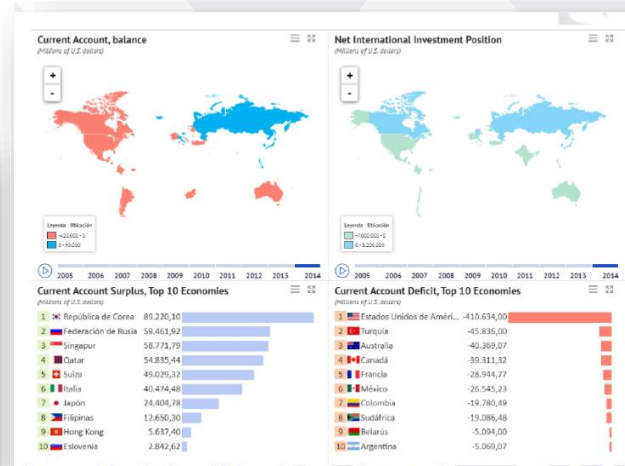 Current Account, balance
(Millions of U.S. dollars)
+
-
Leyenda
-420.000 - 0
2005 2006 2007 2008 2009 2010 2011 2012 2013 2014
Net International Investment Position
(Millions of U.S. dollars)
+
-
Leyenda
-7.000.000 - 0
0 - 3.200.000
2005 2006 2007 2008 2009 2010 2011 2012 2013 2014
Current Account Surplus, Top 10 Economies
(Millions of U.S. dollars)
1 República de Corea 89.220,10
2 Federación de Rusia 59.461,92
3 Singapur 58.771,79
4 Qatar 54.835,44
5 Suiza 49.029,32
6 Italia 40.474,48
7 Japón 24.404,78
8 Filipinas 12.650,30
9 Hong Kong 5.637,40
10 Eslovenia 2.842,62
Current Account Deficit, Top 10 Economies
(Millions of U.S. dollars)
1 Estados Unidos de Améri... -410.634,00
2 Turquía -45.836,00
3 Australia -40.369,07
4 Canadá -39.311,32
5 Francia -28.944,77
6 México -26.545,23
7 Colombia -19.780,49
8 Sudáfrica -19.086,48
9 Belarús -5.094,00
10 Argentina -5.069,07